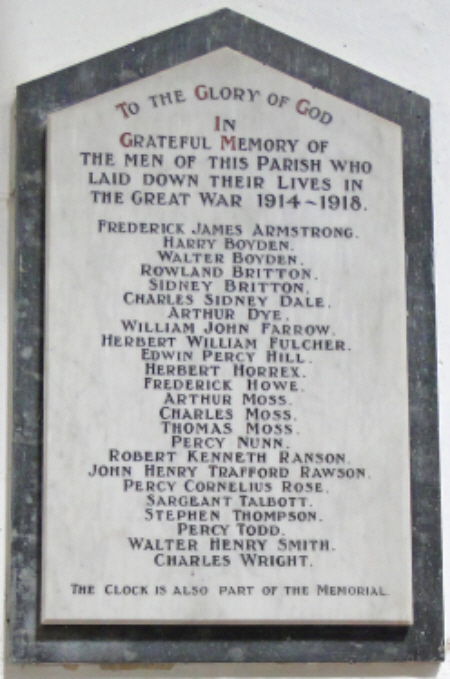 To the Glory of God
In
Grateful Memory of
the men of this Parish who
laid down their Lives in
the Great War 1914~1918.
Frederick James Armstrong.
Harry Boyden.
Walter Boyden.
Rowland Britton.
Sidney Britton.
Charles Sidney Dale.
Arthur Dye.
William John Farrow.
Herbert William Fulcher.
Edwin Percy Hill.
Herbert Horrex.
Frederick Howe.
Arthur Moss.
Charles Moss.
Thomas Moss.
Percy Nunn.
Robert Kenneth Ranson.
John Henry Trafford Rawson.
Percy Cornelius Rose.
Sargeant Talbott.
Stephen Thompson.
Percy Todd.
Walter Henry Smith.
Charles Wright.
The Clock is also part of the Memorial.